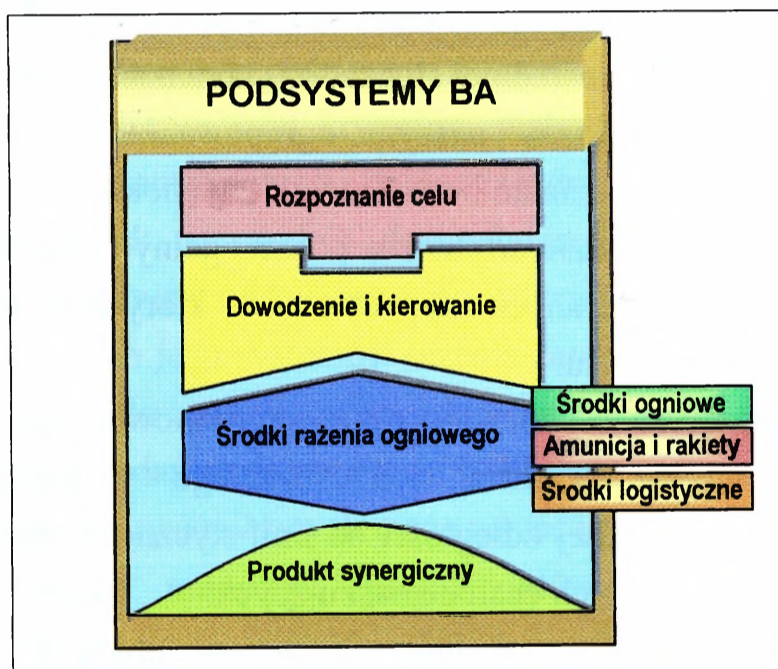 PODSYSTEMY BA
Rozpoznanie celu
Dowodzenie i kierowanie
Środki rażenia ogniowego
Środki ogniowe
Amunicja i rakiety
Środki logistyczne
Produkt synergiczny